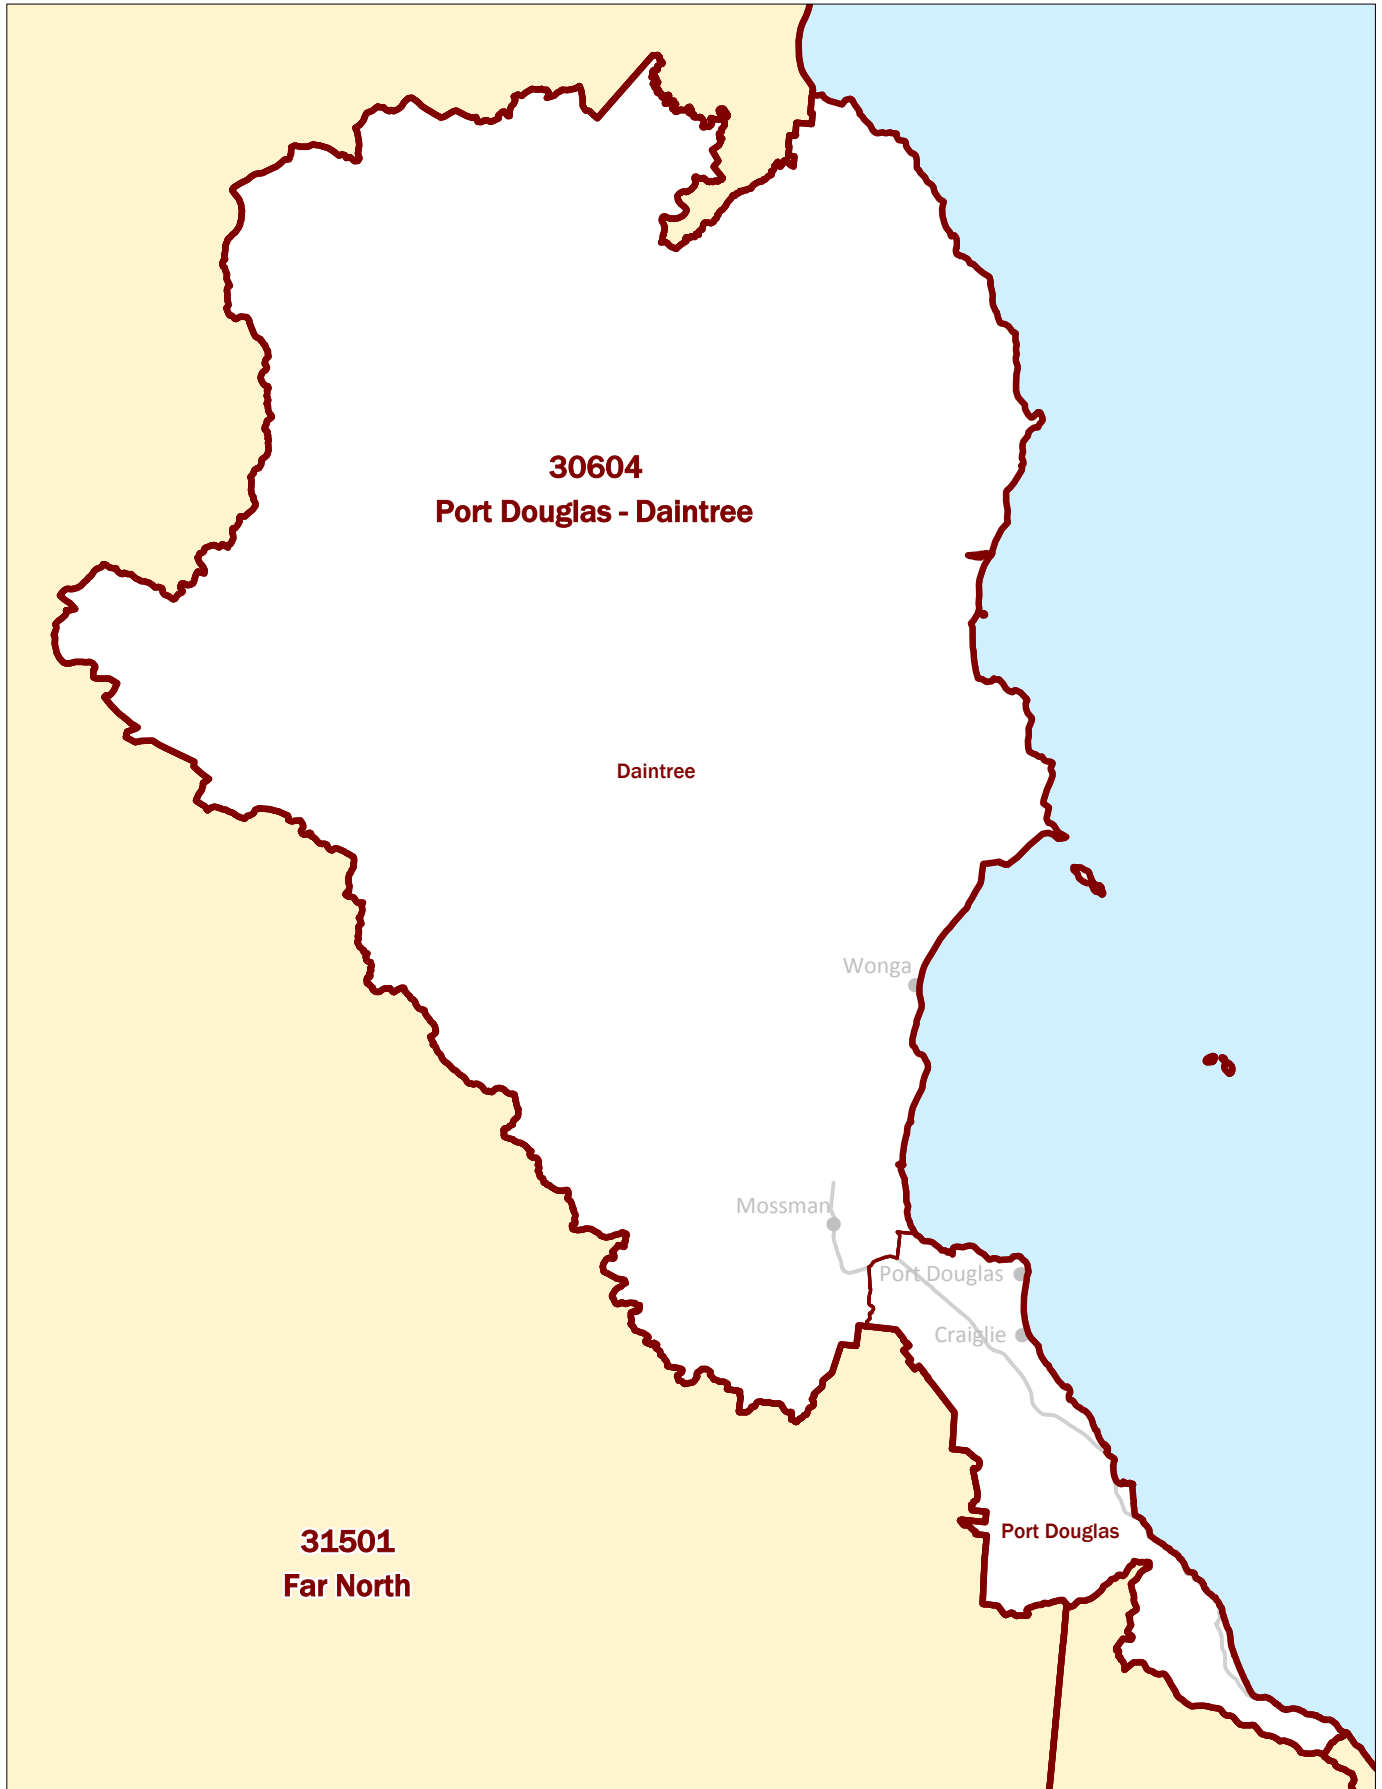 30604
Port Douglas - Daintree
Daintree
Wonga
Mossman
Port Douglas
Craiglie
Port Douglas
31501
Far North